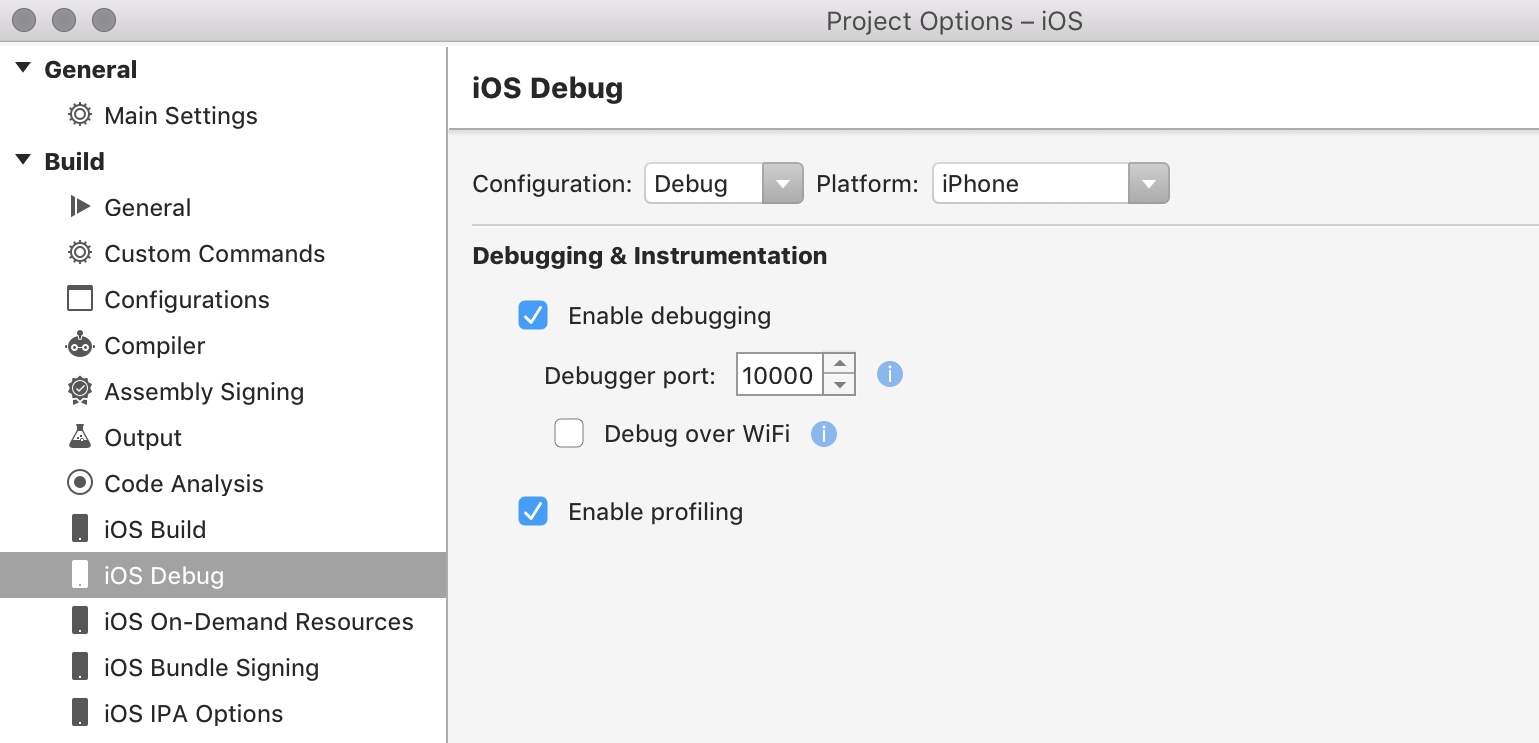 Project Options – iOS
General
Main Settings
Build
General
Custom Commands
Configurations
Compiler
Assembly Signing
Output
Code Analysis
iOS Build
iOS Debug
iOS On-Demand Resources
iOS Bundle Signing
iOS IPA Options
iOS Debug
Configuration: Debug Platform: iPhone
Debugging & Instrumentation
Enable debugging
Debugger port: 10000
Debug over WiFi
Enable profiling